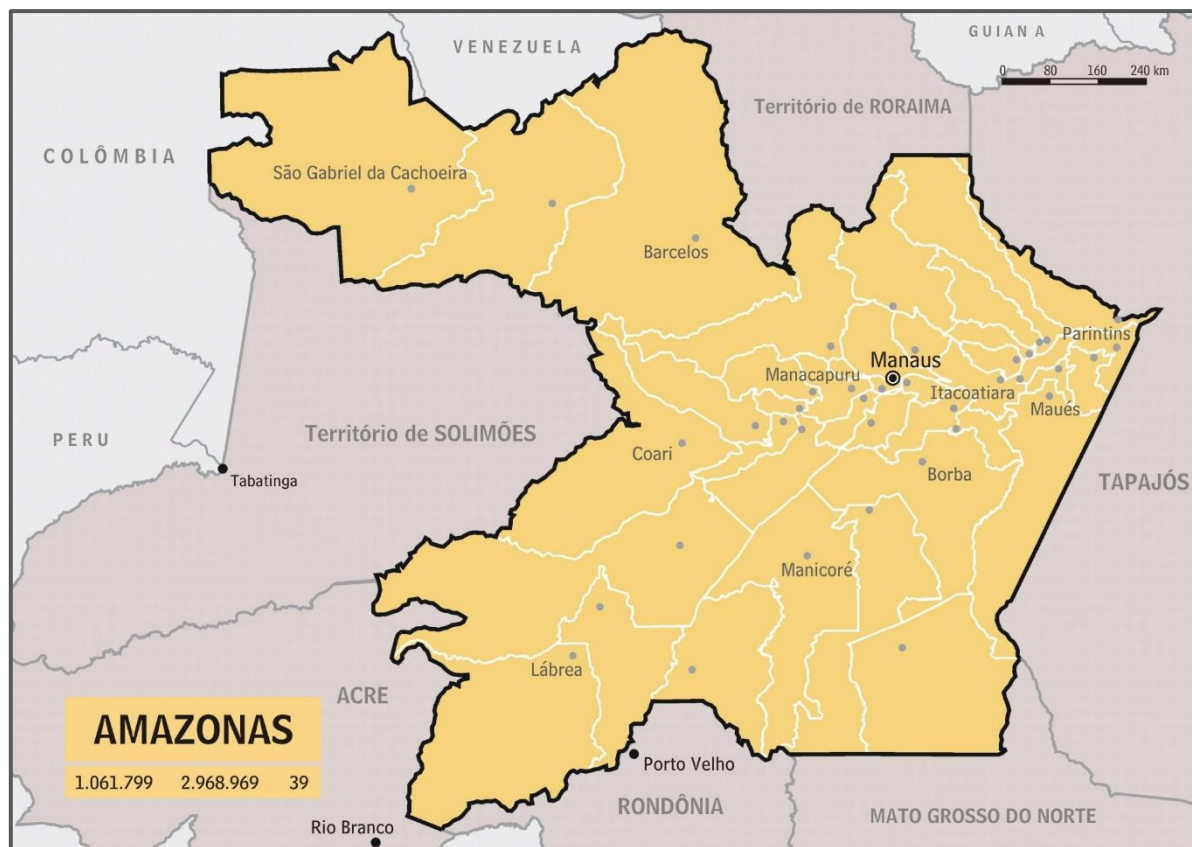 GUIANA
VENEZUELA
0 80 160 240 km
Território de RORAIMA
COLÔMBIA
São Gabriel da Cachoeira
Barcelos
Parintins
Manaus
Manacapuru
Itacoatiara
Maués
Território de SOLIMÕES
PERU
Coari
Borba
Tabatinga
TAPAJÓS
Manicoré
Lábrea
ACRE
AMAZONAS
1.061.799 2.968.969 39
Porto Velho
RONDÔNIA
MATO GROSSO DO NORTE
Rio Branco